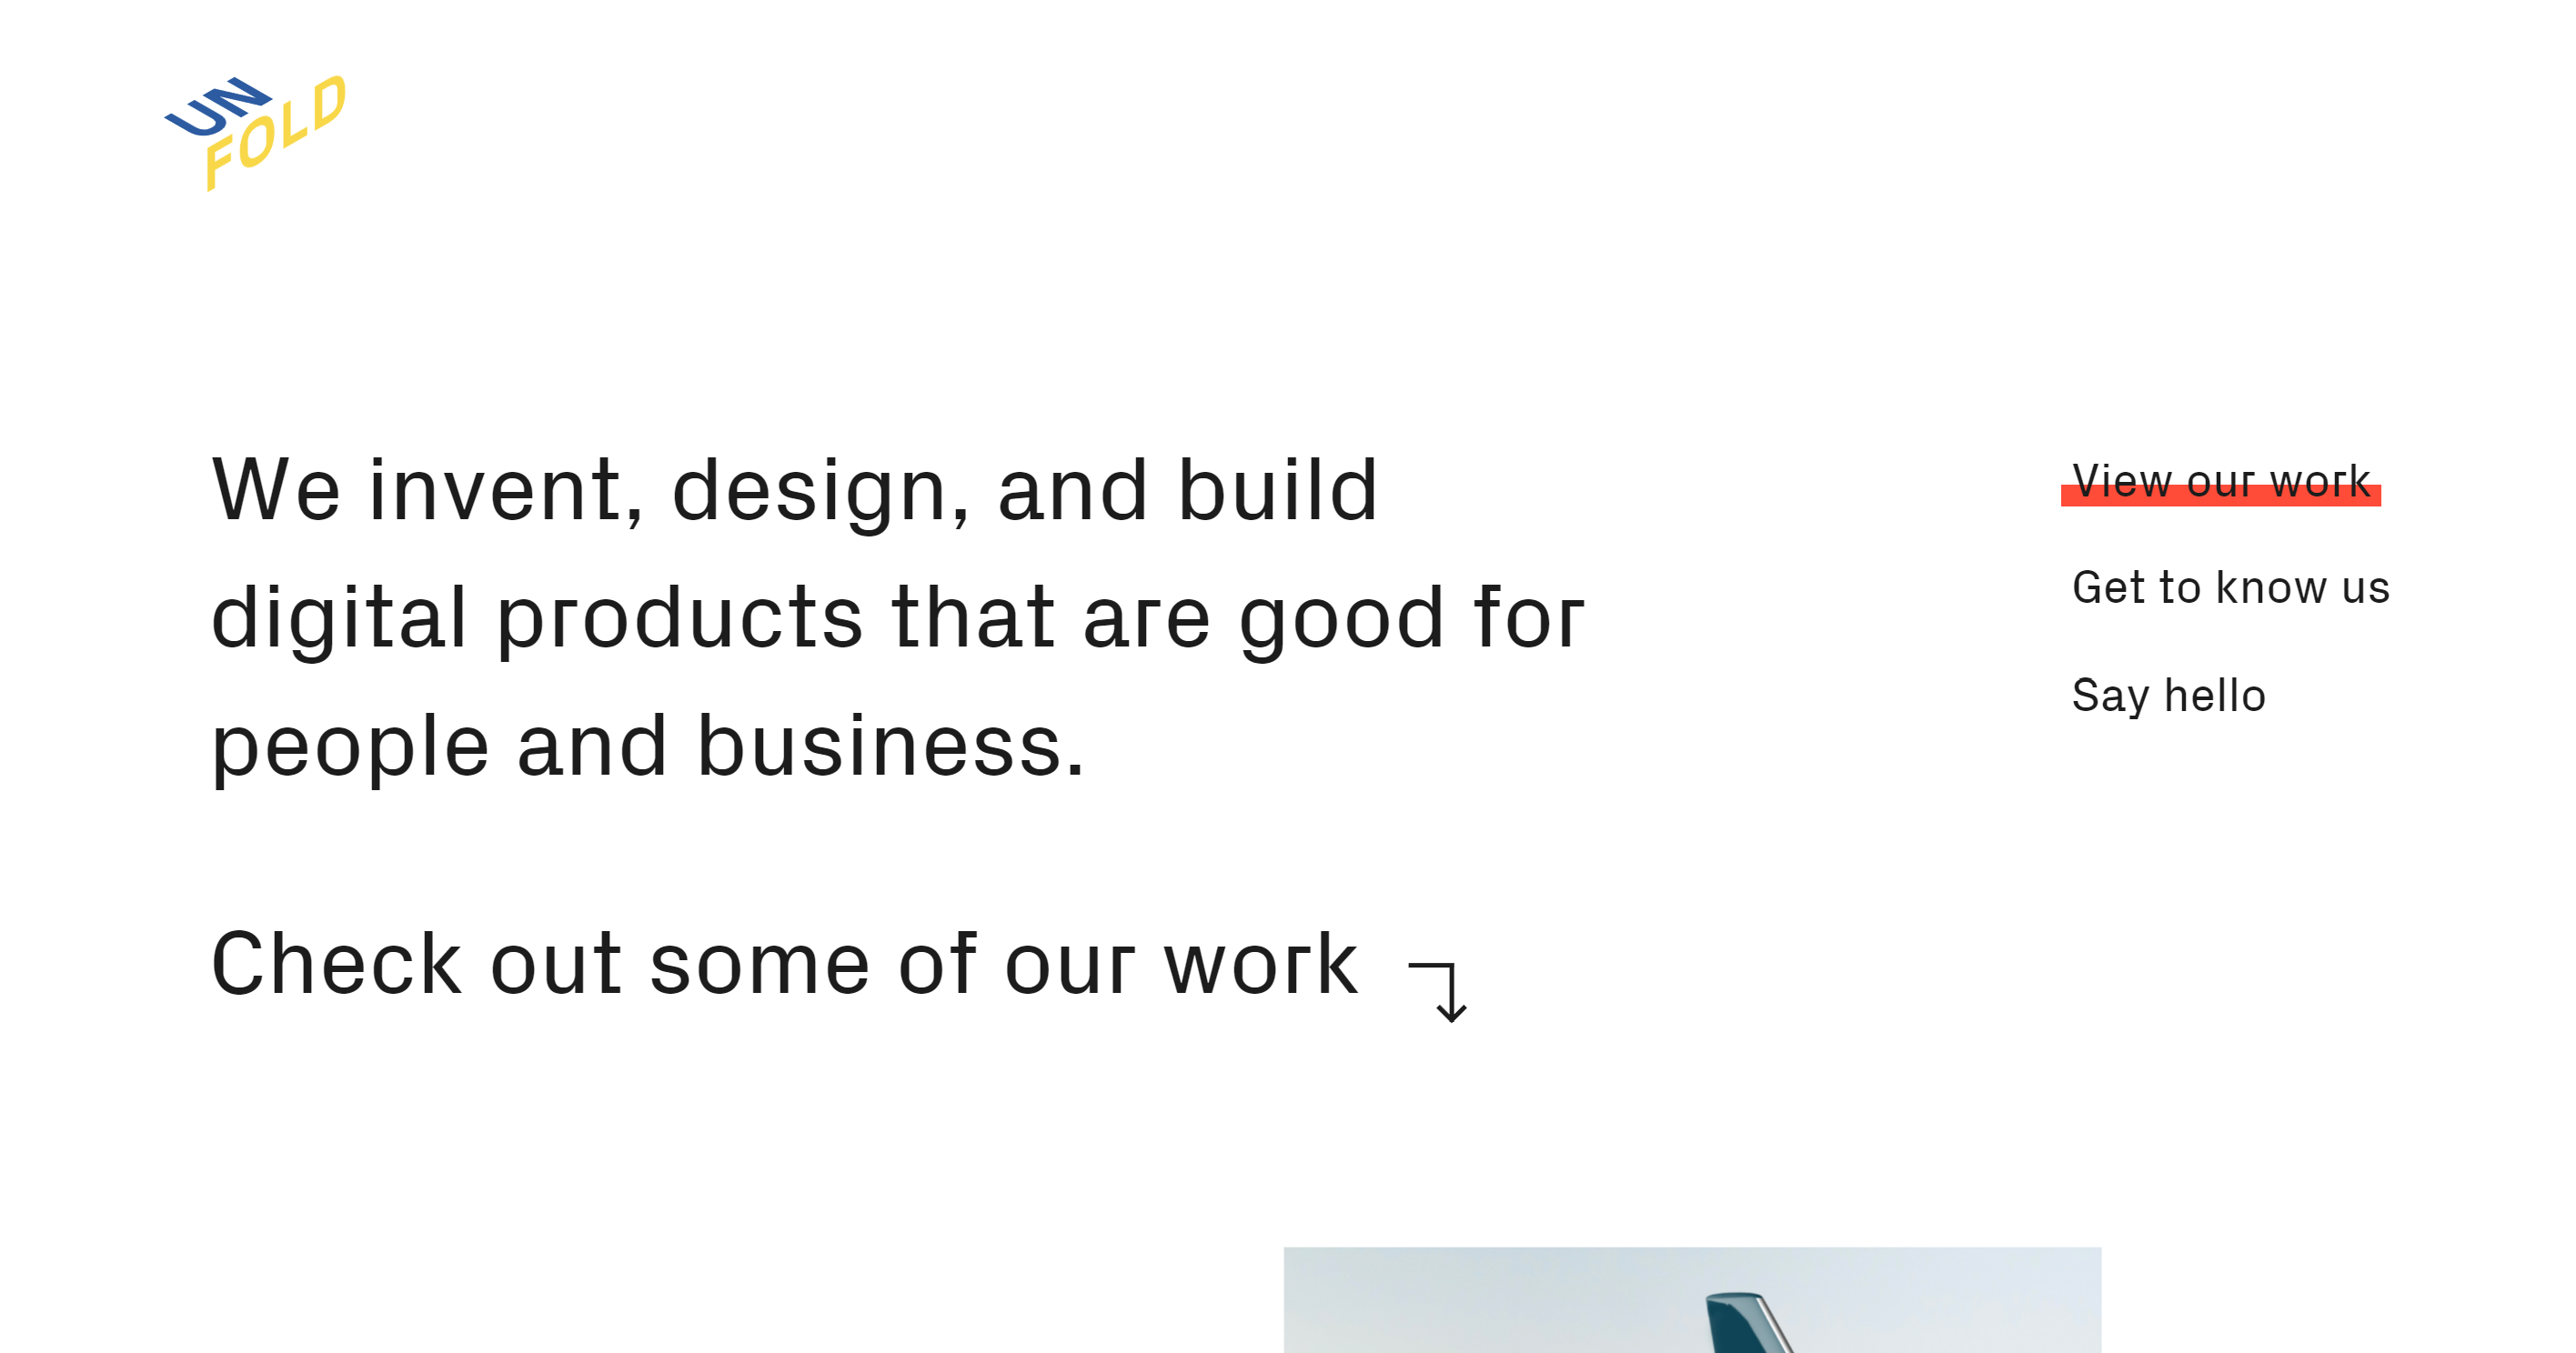 UN
FOLD
We invent, design, and build
digital products that are good for
people and business.
Check out some of our work
View our work
Get to know us
Say hello